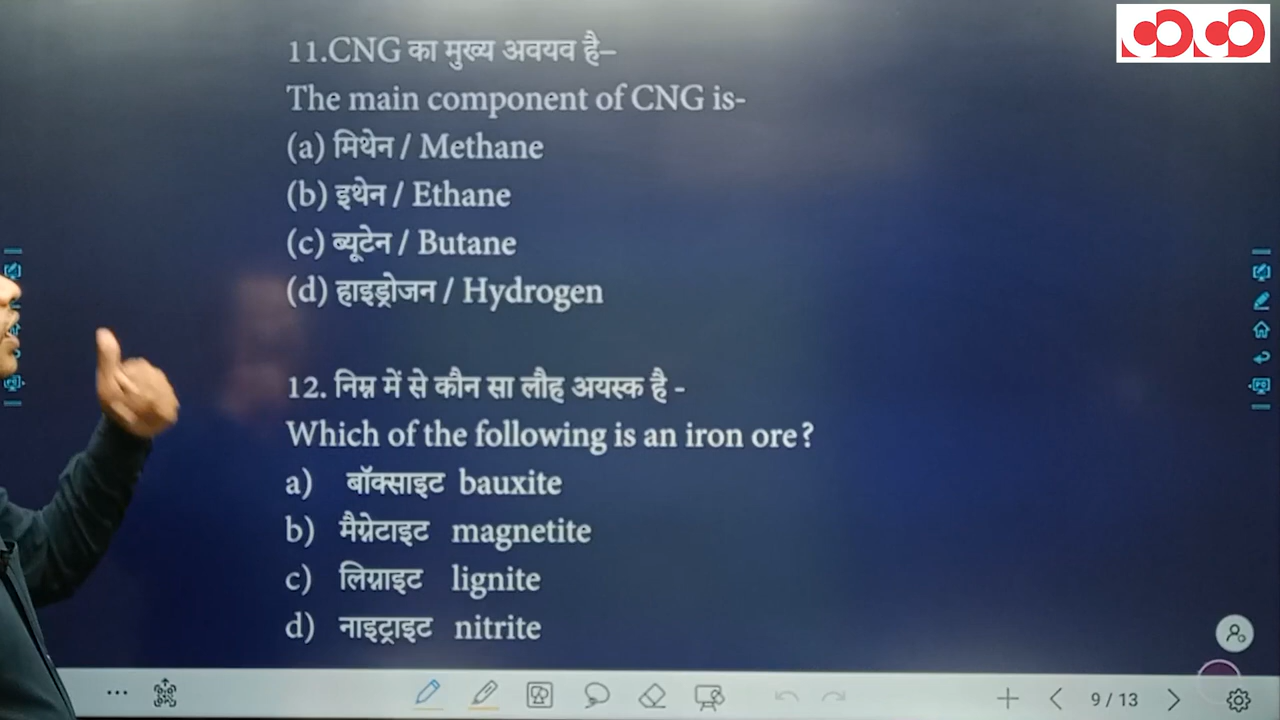 11.CNG का मुख्य अवयव है–
The main component of CNG is-
(a) मिथेन / Methane
(b) इथेन / Ethane
(c) ब्यूटेन / Butane
(d) हाइड्रोजन / Hydrogen
12. निम्न में से कौन सा लौह अयस्क है -
Which of the following is an iron ore?
a) बॉक्साइट bauxite
b) मैग्नेटाइट magnetite
c) लिग्नाइट lignite
d) नाइट्राइट nitrite
9 / 13